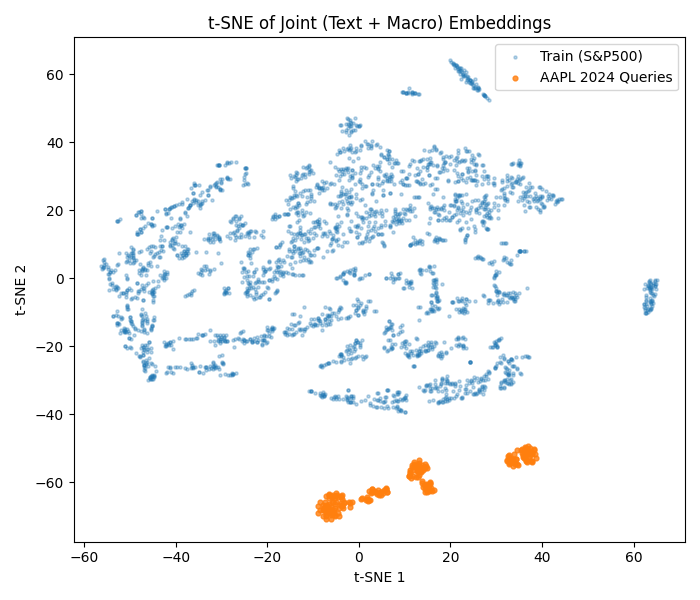 t-SNE of Joint (Text + Macro) Embeddings
Train (S&P500)
AAPL 2024 Queries
60
40
20
0
−20
−40
−60
t-SNE 2
−60
−40
−20
0
20
40
60
t-SNE 1